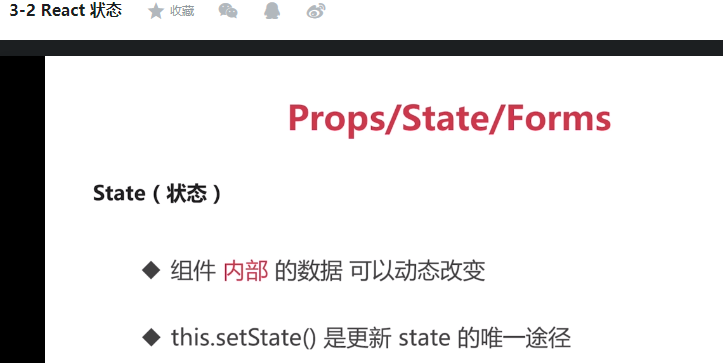 3-2 React 状态 收藏
Props/State/Forms
State（状态）
组件 内部 的数据 可以动态改变
this.setState() 是更新 state 的唯一途径